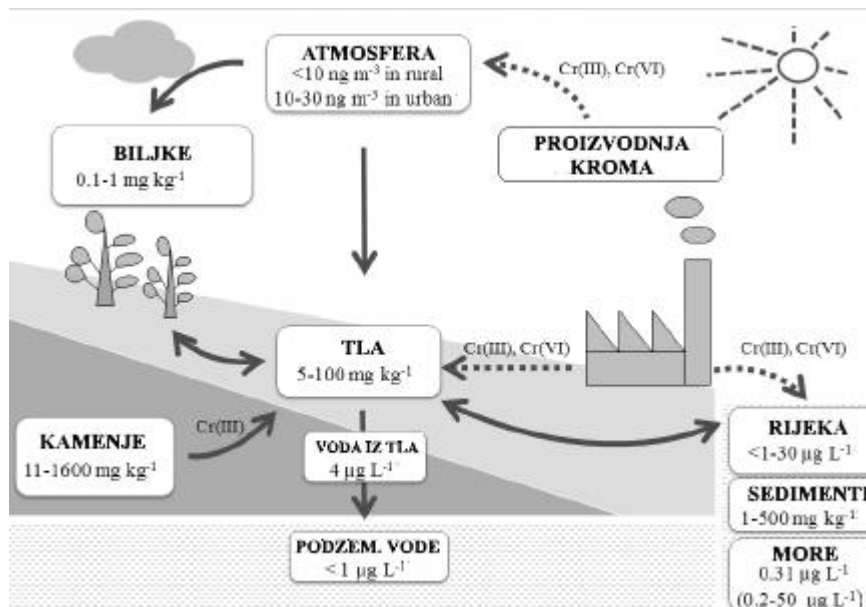 ATMOSFERA
<10 ng m-3 in rural
10-30 ng m-3 in urban
Cr(III), Cr(VI)
PROIZVODNJA
KROMA
BILJKE
0.1-1 mg kg-1
TLA
5-100 mg kg-1
Cr(III), Cr(VI)
Cr(III), Cr(VI)
KAMENJE
11-1600 mg kg-1
Cr(III)
VODA IZ TLA
4 µg L-1
PODZEM. VODE
< 1 µg L-1
RIJEKA
<1-30 µg L-1
SEDIMENTI
1-500 mg kg-1
MORE
0.31 µg L-1
(0.2-50 µg L-1)